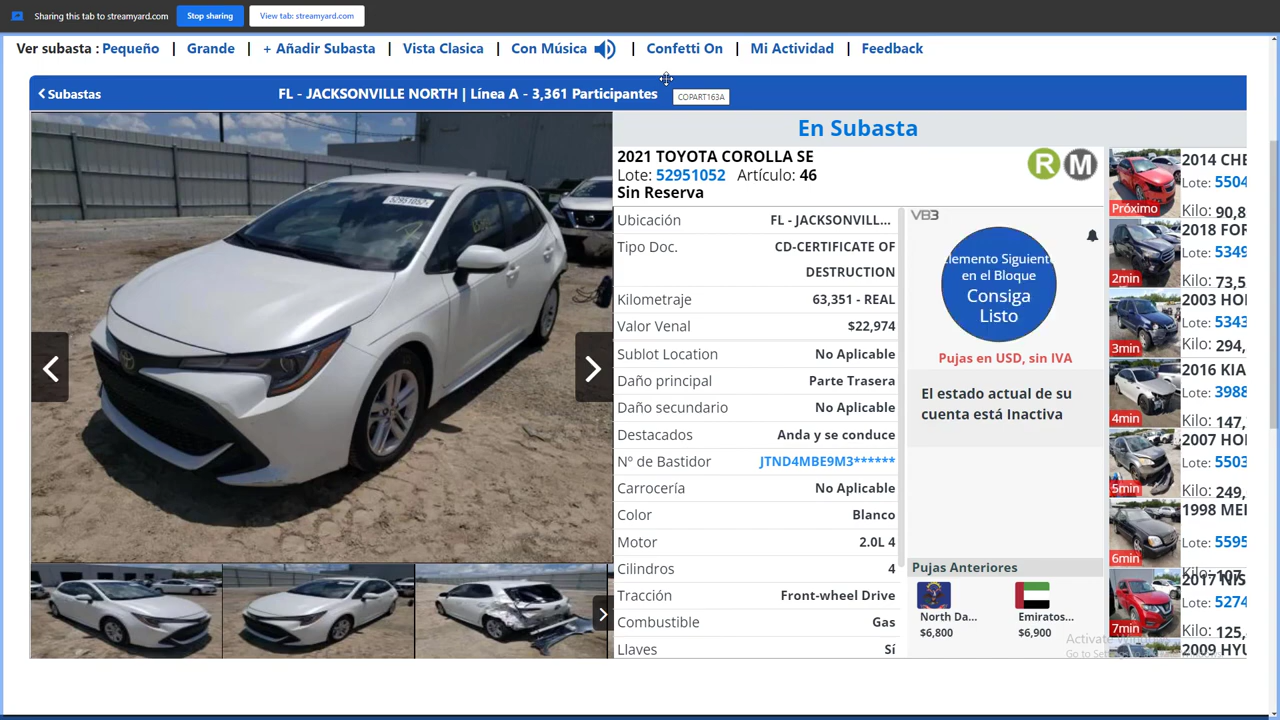 Sharing this tab to streamyard.com
Stop sharing
View tab: streamyard.com
Ver subasta : Pequeño | Grande | + Añadir Subasta | Vista Clasica | Con Música | Confetti On | Mi Actividad | Feedback
Subastas
FL - JACKSONVILLE NORTH | Línea A - 3,361 Participantes
COPART163A
En Subasta
2021 TOYOTA COROLLA SE
Lote: 52951052 Artículo: 46
Sin Reserva
R M
Ubicación FL - JACKSONVILL...
Tipo Doc. CD-CERTIFICATE OF
DESTRUCTION
Kilometraje 63,351 - REAL
Valor Venal $22,974
Sublot Location No Aplicable
Daño principal Parte Trasera
Daño secundario No Aplicable
Destacados Anda y se conduce
Nº de Bastidor JTND4MBE9M3******
Carrocería No Aplicable
Color Blanco
Motor 2.0L 4
Cilindros 4
Tracción Front-wheel Drive
Combustible Gas
Llaves Sí
VB3
lemento Siguient
en el Bloque
Consiga
Listo
Pujas en USD, sin IVA
El estado actual de su
cuenta está Inactiva
Pujas Anteriores
North Da...
$6,800
Emiratos...
$6,900
2014 CHE
Lote: 5504
Próximo
Kilo: 90,8
2018 FOR
Lote: 5349
2min
Kilo: 73,5
2003 HO
Lote: 5343
3min
Kilo: 294,
2016 KIA
Lote: 3988
4min
Kilo: 147,
2007 HO
Lote: 5503
5min
Kilo: 249,
1998 MEI
Lote: 5595
6min
Kilo: 107,
2017 NIS
Lote: 5274
7min
Kilo: 125,
2009 HYU
52951052